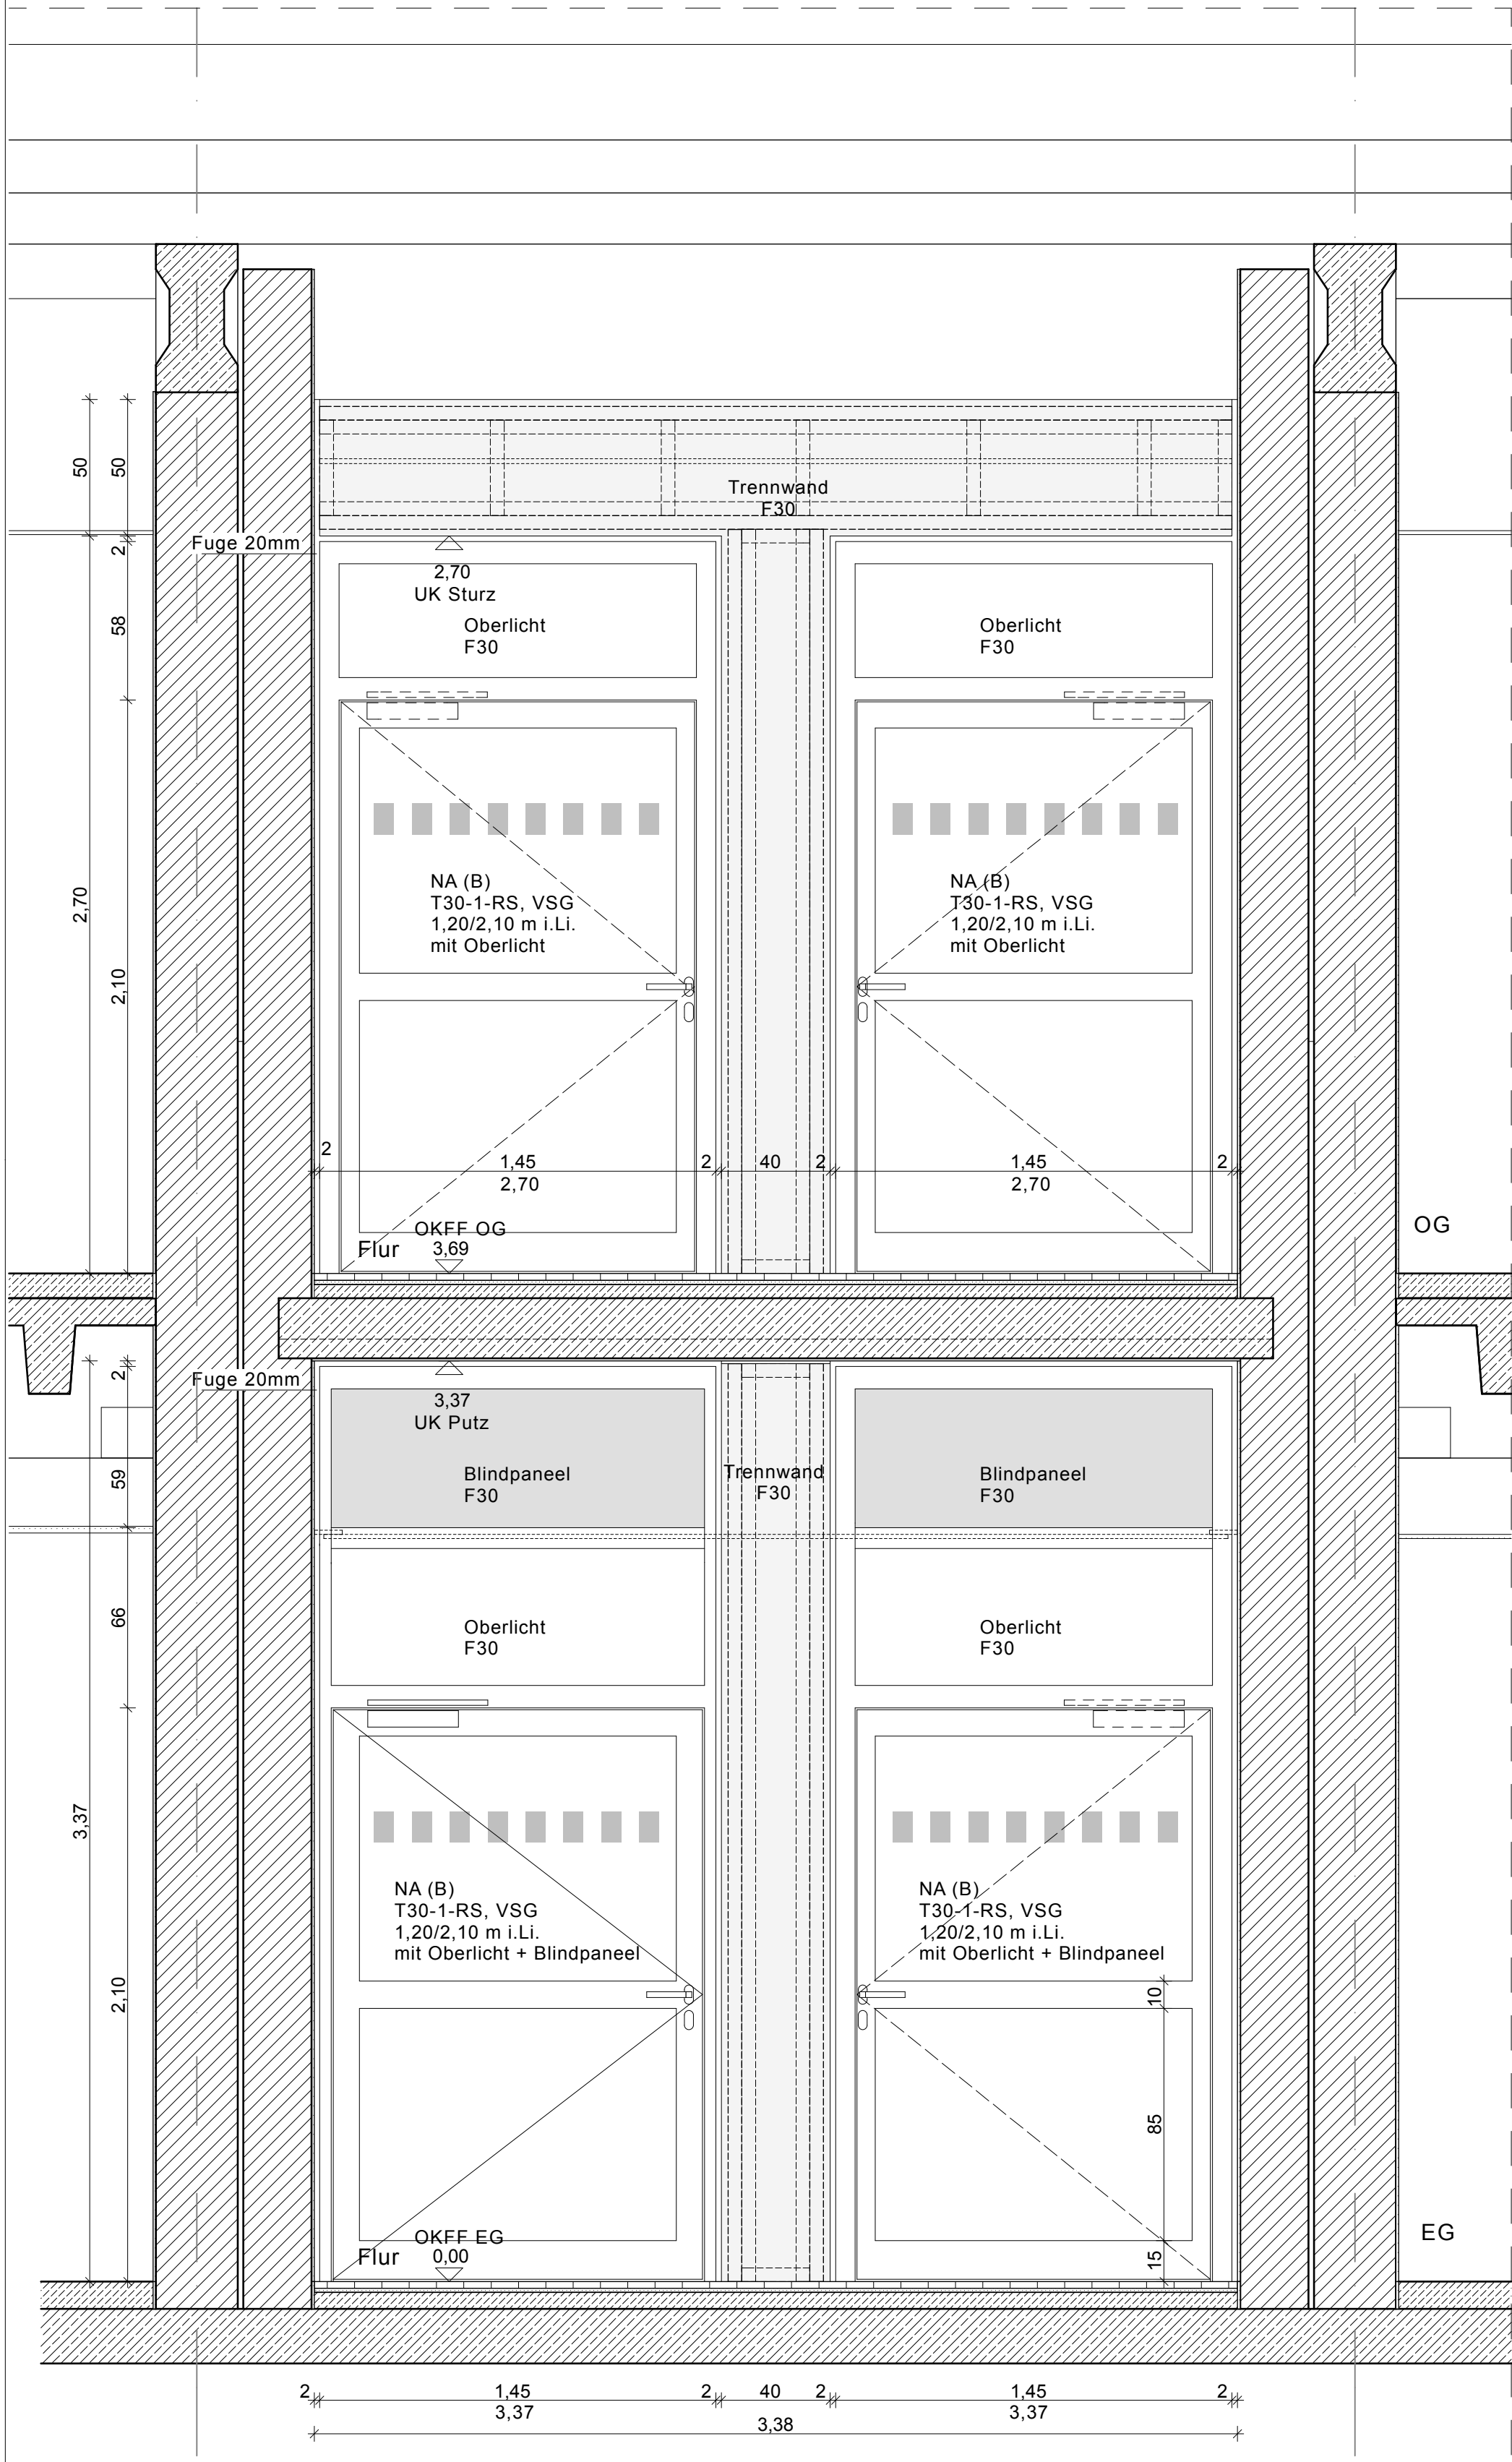 50
50
Trennwand
F30
Fuge 20mm
2
2,70
UK Sturz
58
Oberlicht
F30
Oberlicht
F30
NA (B)
T30-1-RS, VSG
1,20/2,10 m i.Li.
mit Oberlicht
NA (B)
T30-1-RS, VSG
1,20/2,10 m i.Li.
mit Oberlicht
2,70
2,10
2
1,45
2
40
2
1,45
2
2,70
2,70
OKFF OG
Flur
3,69
OG
2
Fuge 20mm
3,37
UK Putz
59
Blindpaneel
F30
Trennwand
F30
Blindpaneel
F30
66
Oberlicht
F30
Oberlicht
F30
3,37
NA (B)
T30-1-RS, VSG
1,20/2,10 m i.Li.
mit Oberlicht + Blindpaneel
NA (B)
T30-1-RS, VSG
1,20/2,10 m i.Li.
mit Oberlicht + Blindpaneel
2,10
10
85
15
OKFF EG
Flur
0,00
EG
2
1,45
2
40
2
1,45
2
3,37
3,37
3,38